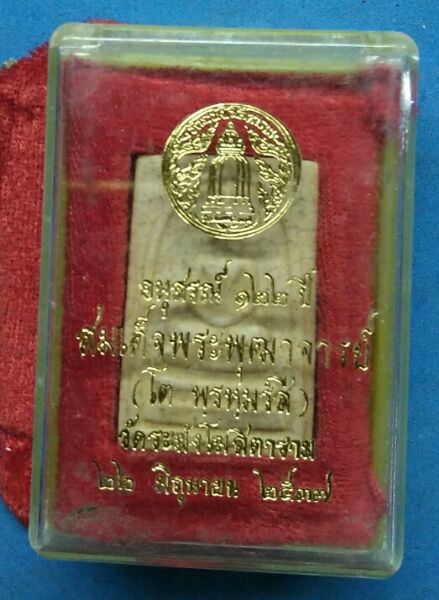 อนุสรณ์ ๑๒๒ ปี
สมเด็จพระพุฒาจารย์
(โต พฺรหฺมรํสี)
วัดระฆังโฆสิตาราม
๒๒ มิถุนายน ๒๕๓๗